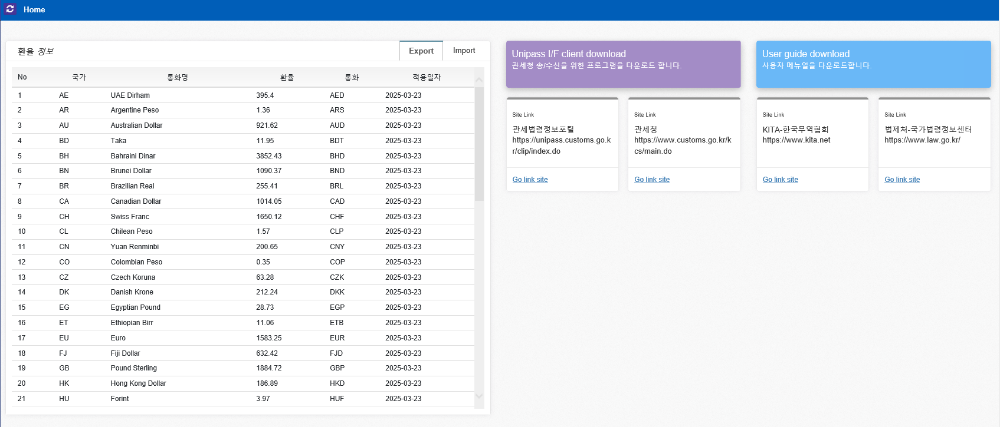 Home
환율 정보
Export Import
No 국가 통화명 환율 통화 적용일자
1 AE UAE Dirham 395.4 AED 2025-03-23
2 AR Argentine Peso 1.36 ARS 2025-03-23
3 AU Australian Dollar 921.62 AUD 2025-03-23
4 BD Taka 11.95 BDT 2025-03-23
5 BH Bahraini Dinar 3852.43 BHD 2025-03-23
6 BN Brunei Dollar 1090.37 BND 2025-03-23
7 BR Brazilian Real 255.41 BRL 2025-03-23
8 CA Canadian Dollar 1014.05 CAD 2025-03-23
9 CH Swiss Franc 1650.12 CHF 2025-03-23
10 CL Chilean Peso 1.57 CLP 2025-03-23
11 CN Yuan Renminbi 200.65 CNY 2025-03-23
12 CO Colombian Peso 0.35 COP 2025-03-23
13 CZ Czech Koruna 63.28 CZK 2025-03-23
14 DK Danish Krone 212.24 DKK 2025-03-23
15 EG Egyptian Pound 28.73 EGP 2025-03-23
16 ET Ethiopian Birr 11.06 ETB 2025-03-23
17 EU Euro 1583.25 EUR 2025-03-23
18 FJ Fiji Dollar 632.42 FJD 2025-03-23
19 GB Pound Sterling 1884.72 GBP 2025-03-23
20 HK Hong Kong Dollar 186.89 HKD 2025-03-23
21 HU Forint 3.97 HUF 2025-03-23
Unipass I/F client download
관세청 송/수신을 위한 프로그램을 다운로드 합니다.
User guide download
사용자 메뉴얼을 다운로드합니다.
Site Link
관세법령정보포털
https://unipass.customs.go.k
r/clip/index.do
Go link site
Site Link
관세청
https://www.customs.go.kr/k
cs/main.do
Go link site
Site Link
KITA-한국무역협회
https://www.kita.net
Go link site
Site Link
법제처-국가법령정보센터
https://www.law.go.kr/
Go link site